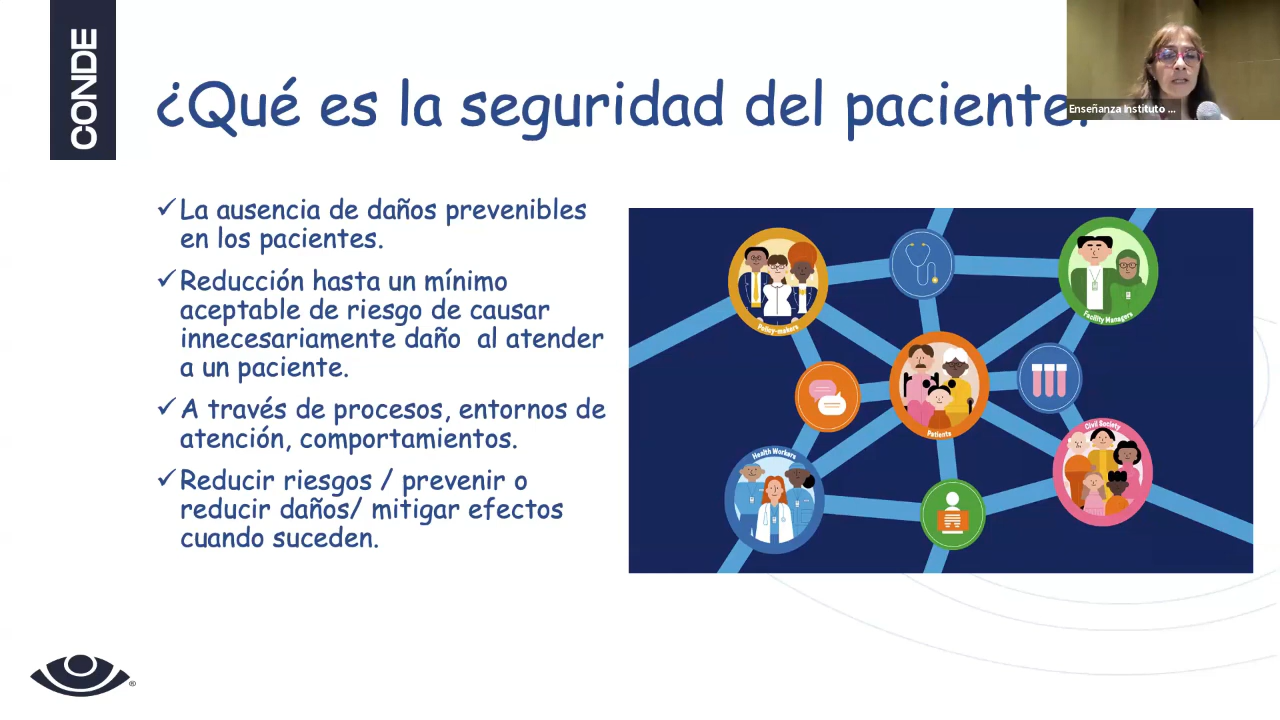 CONDE
¿Qué es la seguridad del paciente
Enseñanza Instituto ...
✓La ausencia de daños prevenibles
en los pacientes.
✓Reducción hasta un mínimo
aceptable de riesgo de causar
innecesariamente daño al atender
a un paciente.
✓A través de procesos, entornos de
atención, comportamientos.
✓Reducir riesgos / prevenir o
reducir daños/ mitigar efectos
cuando suceden.
Policy-makers
Facility Managers
Patients
Civil Society
Health Workers
®